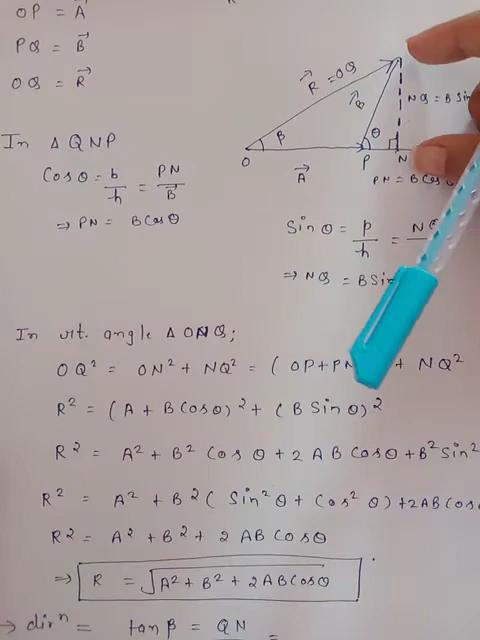 OP = A⃗
PQ = B⃗
OQ = R⃗
R⃗ = OQ
B⃗
NQ = B Sin
β
θ
O
P
N
A⃗
PN = B Cos
In △ QNP
Cos θ = b/h = PN/B⃗
⇒ PN = B Cos θ
Sin θ = p/h = NQ
⇒ NQ = B Sin
In rt. angle △ ONQ;
OQ² = ON² + NQ² = ( OP + PN + NQ²
R² = (A + B Cos θ)² + (B Sin θ)²
R² = A² + B² Cos θ + 2 AB Cos θ + B² Sin²
R² = A² + B² ( Sin² θ + Cos² θ) + 2AB Cos
R² = A² + B² + 2 AB Cos θ
⇒ R = √A² + B² + 2 AB Cos θ
→ dirⁿ = tan β = QN =